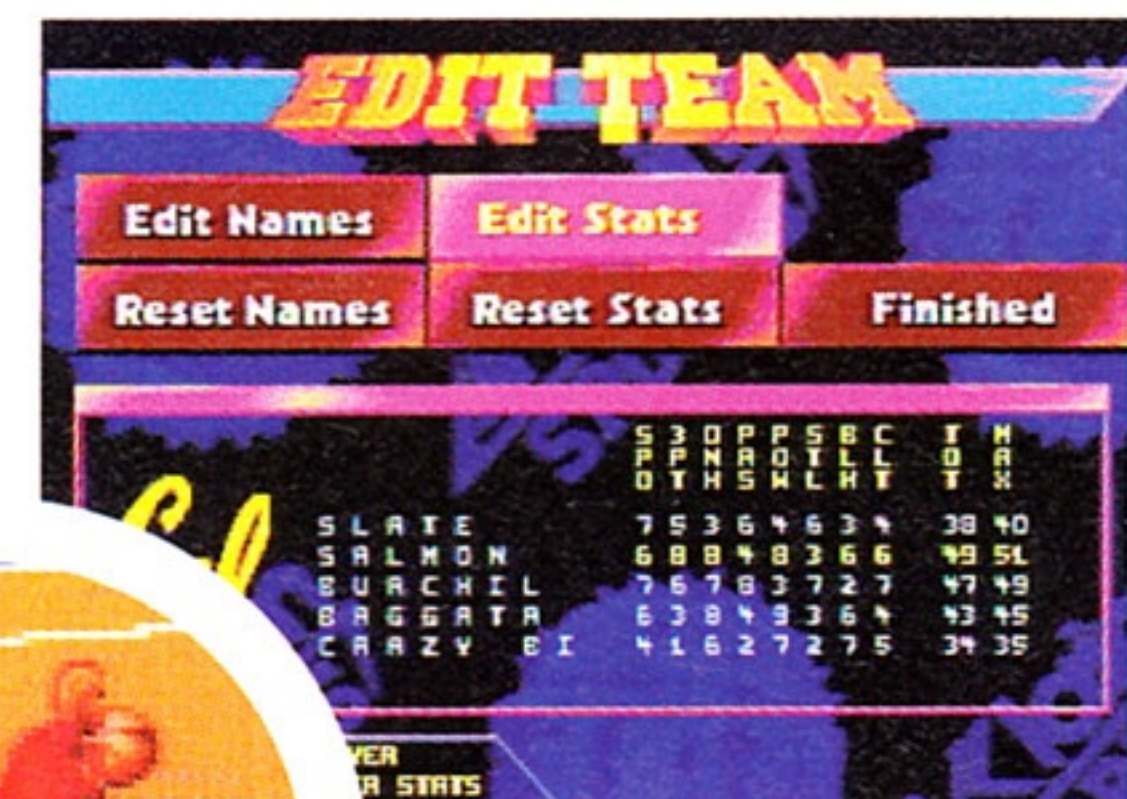 EDIT TEAM
Edit Names Edit Stats
Reset Names Reset Stats Finished
S 3 D P P S B C T M
P P N A O T L L O A
D T K S W L K T T X
SLATE 7 5 3 6 4 6 3 4 38 40
SALMON 6 8 8 4 8 3 6 6 49 51
BURCHIL 7 6 7 8 3 7 2 7 47 49
BAGGATA 6 3 8 4 9 3 6 4 43 45
CRAZY BI 4 1 6 2 7 2 7 5 34 35
YER
R STATS